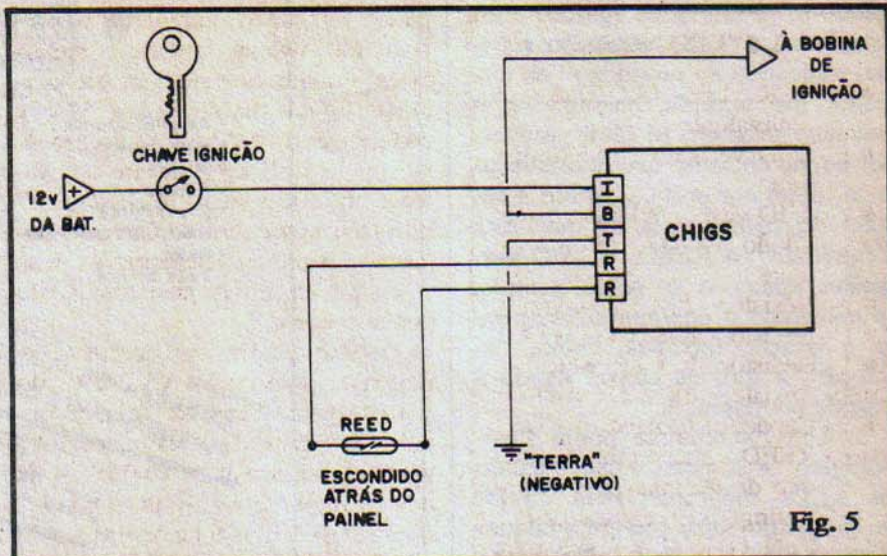 À BOBINA
DE
IGNIÇÃO
CHAVE IGNIÇÃO
12v
DA BAT.
I
B
T
R
R
CHIGS
REED
ESCONDIDO
ATRÁS DO
PAINEL
"TERRA"
(NEGATIVO)
Fig. 5